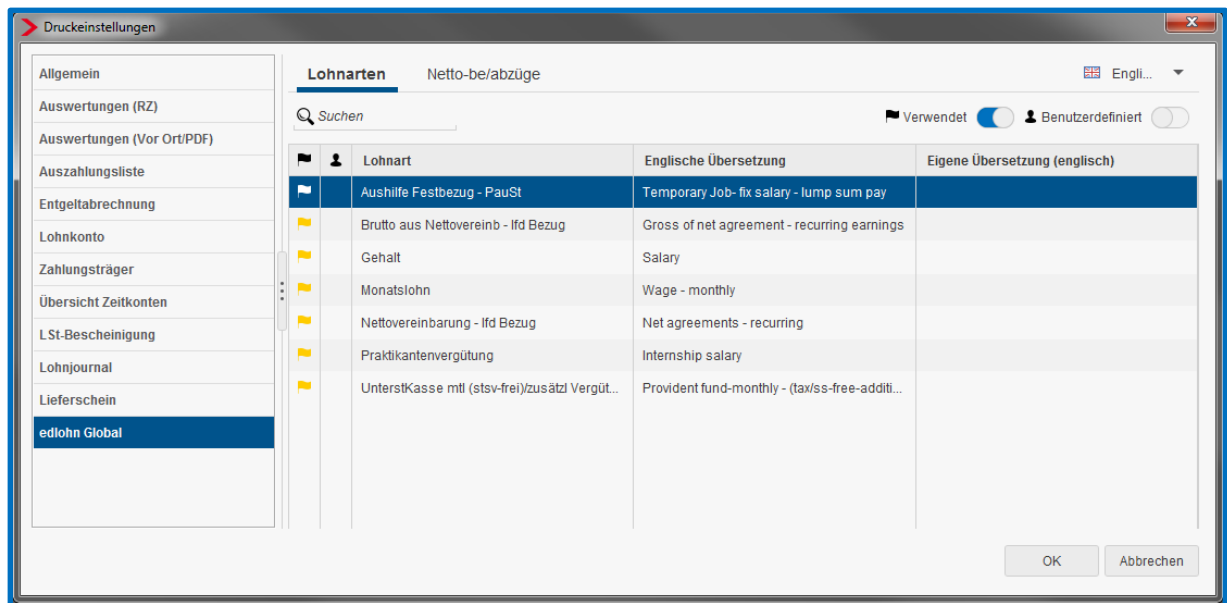 Druckeinstellungen
Allgemein
Auswertungen (RZ)
Auswertungen (Vor Ort/PDF)
Auszahlungsliste
Entgeltabrechnung
Lohnkonto
Zahlungsträger
Übersicht Zeitkonten
LSt-Bescheinigung
Lohnjournal
Lieferschein
edlohn Global
Lohnarten Netto-be/abzüge Engli...
Suchen Verwendet Benutzerdefiniert
Lohnart Englische Übersetzung Eigene Übersetzung (englisch)
Aushilfe Festbezug - PauSt Temporary Job- fix salary - lump sum pay
Brutto aus Nettovereinb - lfd Bezug Gross of net agreement - recurring earnings
Gehalt Salary
Monatslohn Wage - monthly
Nettovereinbarung - lfd Bezug Net agreements - recurring
Praktikantenvergütung Internship salary
UnterstKasse mtl (stsv-frei)/zusätzl Vergüt... Provident fund-monthly - (tax/ss-free-additi...
OK Abbrechen